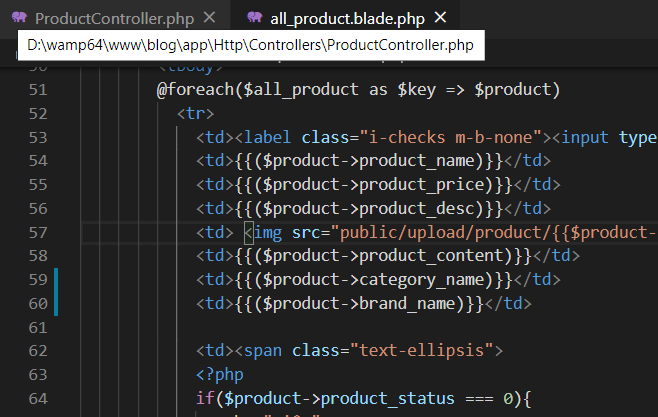 ProductController.php
all_product.blade.php
D:\wamp64\www\blog\app\Http\Controllers\ProductController.php
50 <tbody>
51 @foreach($all_product as $key => $product)
52 <tr>
53 <td><label class="i-checks m-b-none"><input type
54 <td>{{($product->product_name)}}</td>
55 <td>{{($product->product_price)}}</td>
56 <td>{{($product->product_desc)}}</td>
57 <td> <img src="public/upload/product/{{$product-
58 <td>{{($product->product_content)}}</td>
59 <td>{{($product->category_name)}}</td>
60 <td>{{($product->brand_name)}}</td>
61
62 <td><span class="text-ellipsis">
63 <?php
64 if($product->product_status === 0){